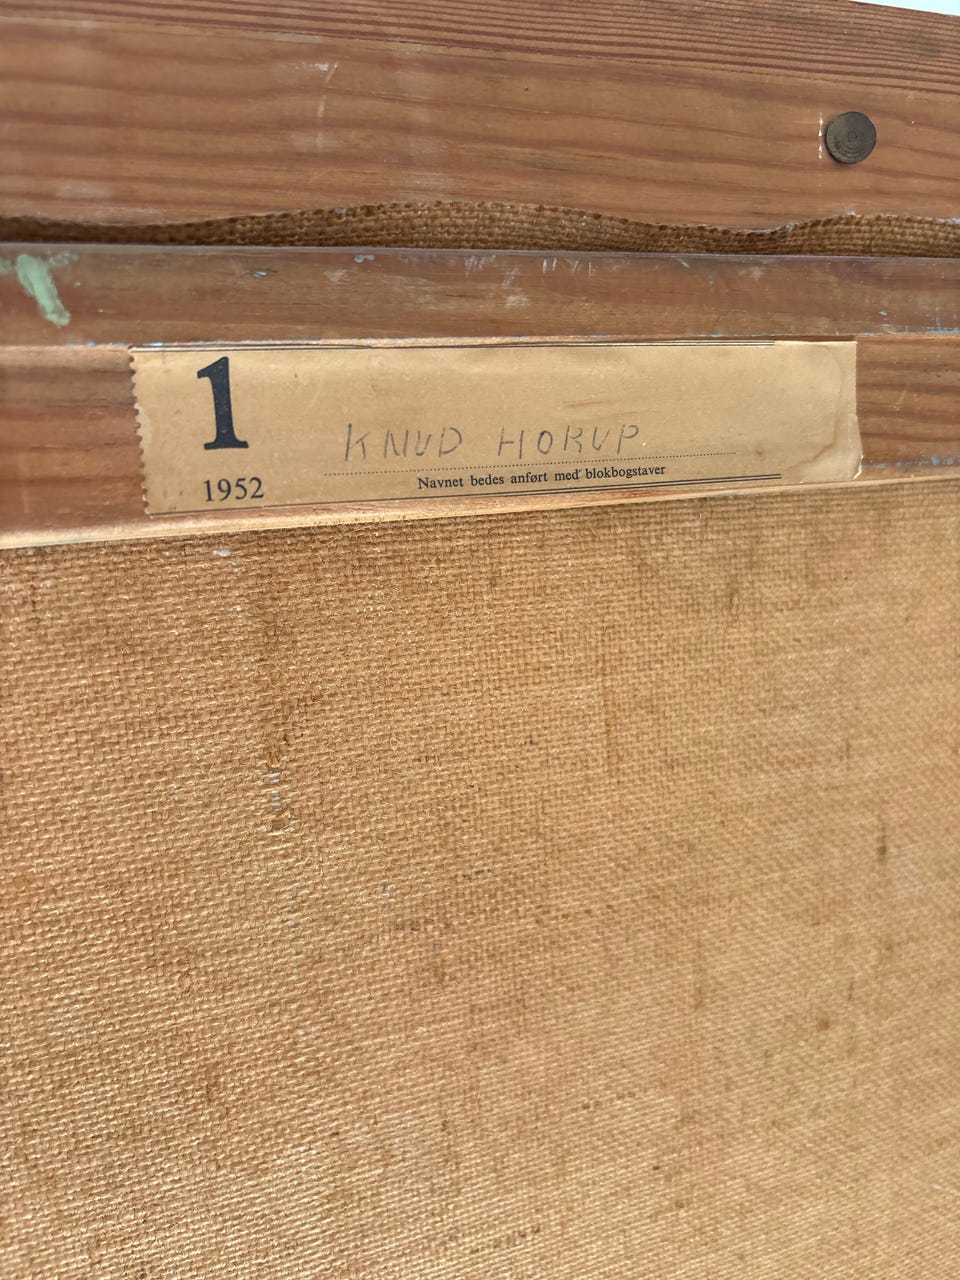 1
KNUD HORUP
1952
Navnet bedes anført med blokbogstaver